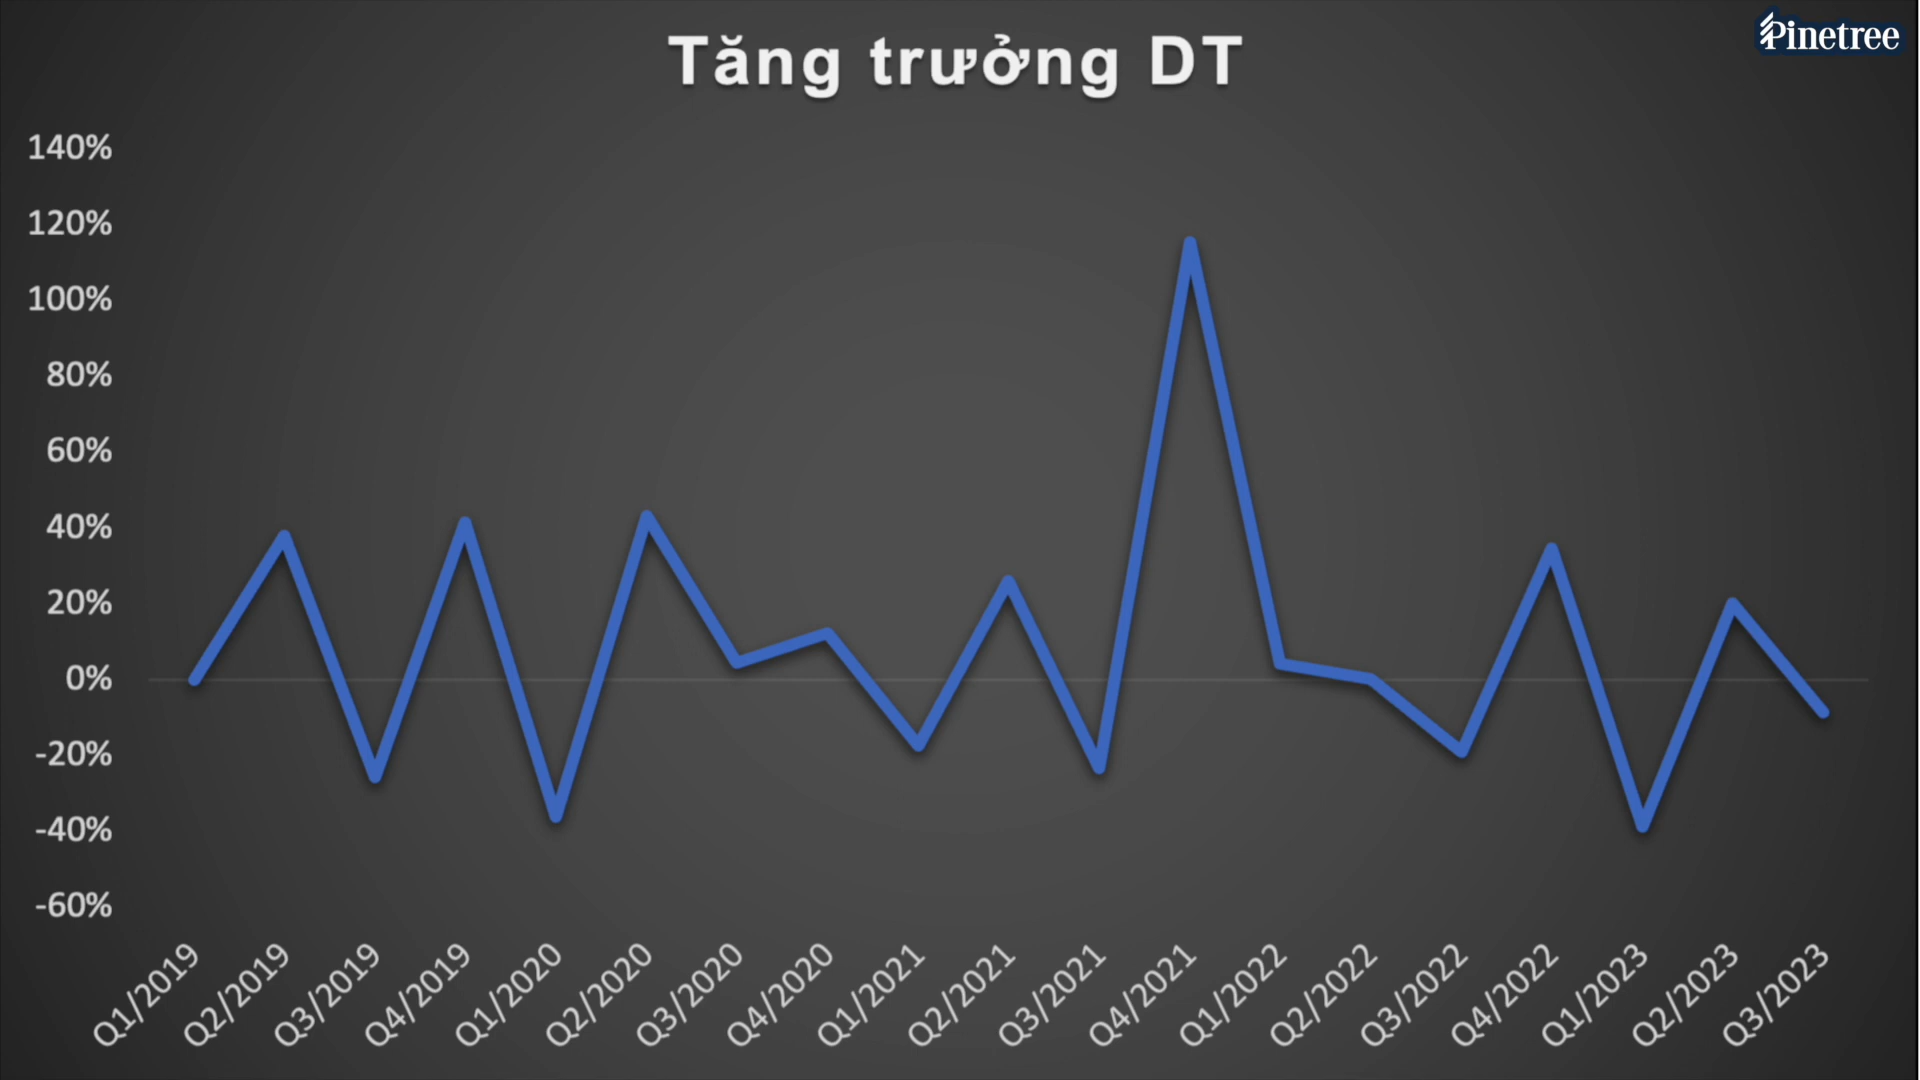 Pinetree
Tăng trưởng DT
140%
120%
100%
80%
60%
40%
20%
0%
-20%
-40%
-60%
Q1/2019
Q2/2019
Q3/2019
Q4/2019
Q1/2020
Q2/2020
Q3/2020
Q4/2020
Q1/2021
Q2/2021
Q3/2021
Q4/2021
Q1/2022
Q2/2022
Q3/2022
Q4/2022
Q1/2023
Q2/2023
Q3/2023